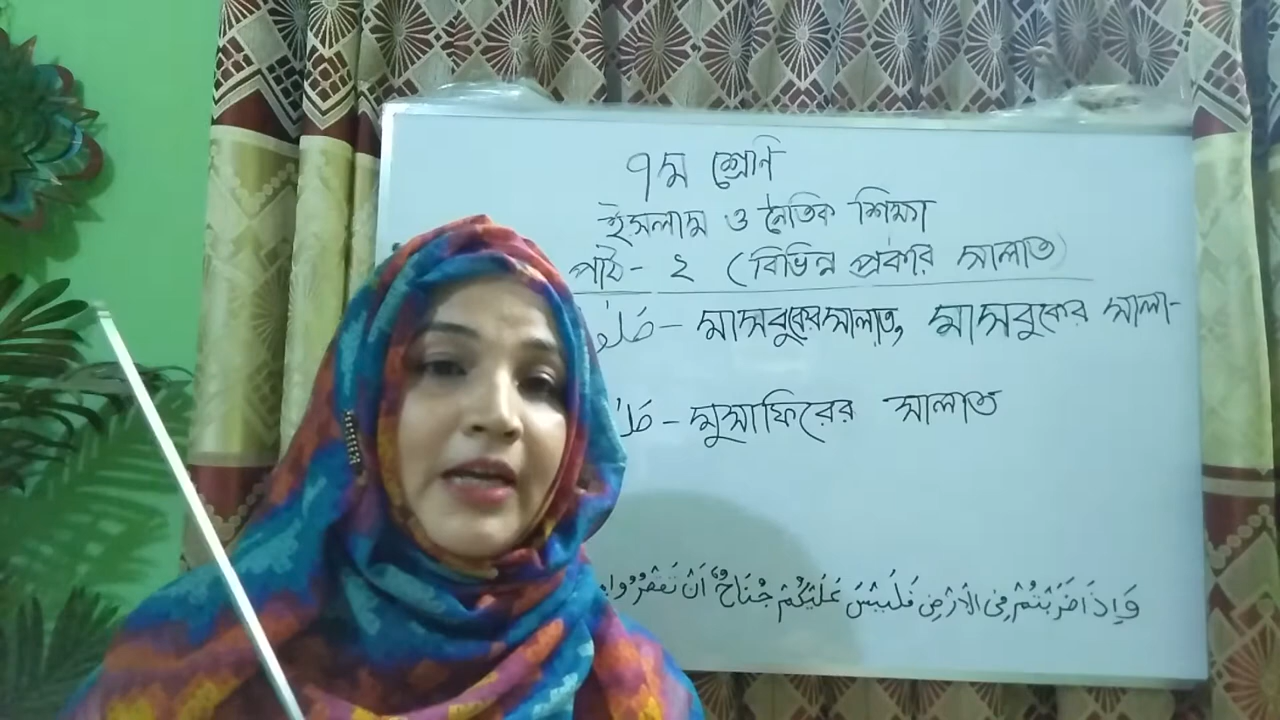 ৭ম শ্রেণি
ইসলাম ও নৈতিক শিক্ষা
পাঠ - ২ (বিভিন্ন প্রকার সালাত)
- মাসবুকের সালাত, মাসবুকের সালা-
- মুসাফিরের সালাত
وَاِذَا ضَرَبْتُمْ فِى الْاَرْضِ فَلَيْسَ عَلَيْكُمْ جُنَاحٌ اَنْ تَقْصُرُوا